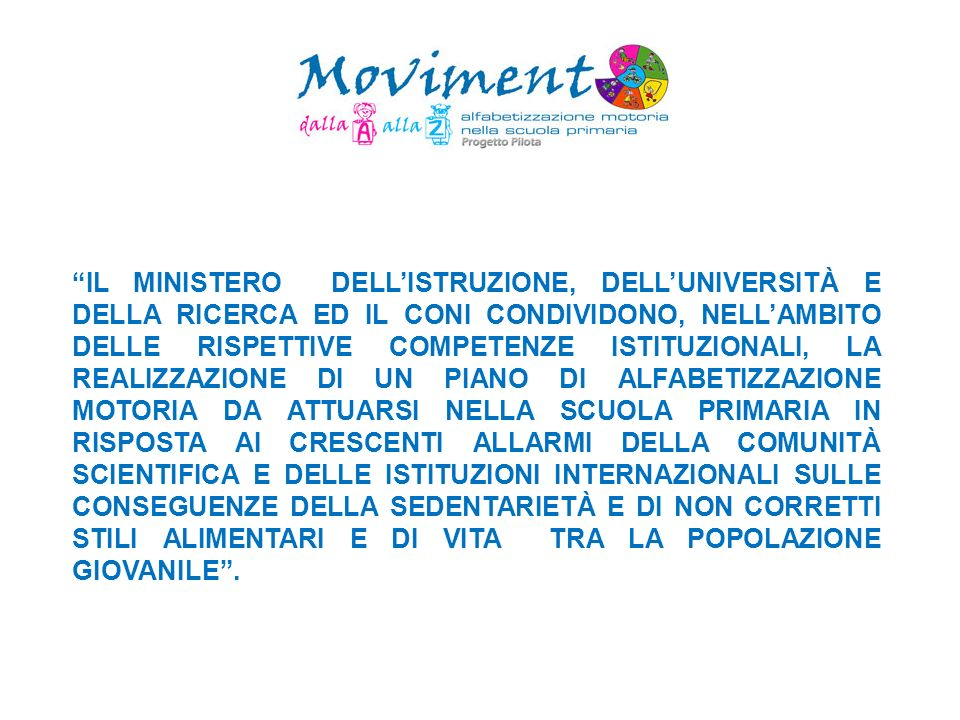 Moviment
dalla A alla Z
alfabetizzazione motoria
nella scuola primaria
Progetto Pilota
“IL MINISTERO DELL’ISTRUZIONE, DELL’UNIVERSITÀ E
DELLA RICERCA ED IL CONI CONDIVIDONO, NELL’AMBITO
DELLE RISPETTIVE COMPETENZE ISTITUZIONALI, LA
REALIZZAZIONE DI UN PIANO DI ALFABETIZZAZIONE
MOTORIA DA ATTUARSI NELLA SCUOLA PRIMARIA IN
RISPOSTA AI CRESCENTI ALLARMI DELLA COMUNITÀ
SCIENTIFICA E DELLE ISTITUZIONI INTERNAZIONALI SULLE
CONSEGUENZE DELLA SEDENTARIETÀ E DI NON CORRETTI
STILI ALIMENTARI E DI VITA TRA LA POPOLAZIONE
GIOVANILE”.